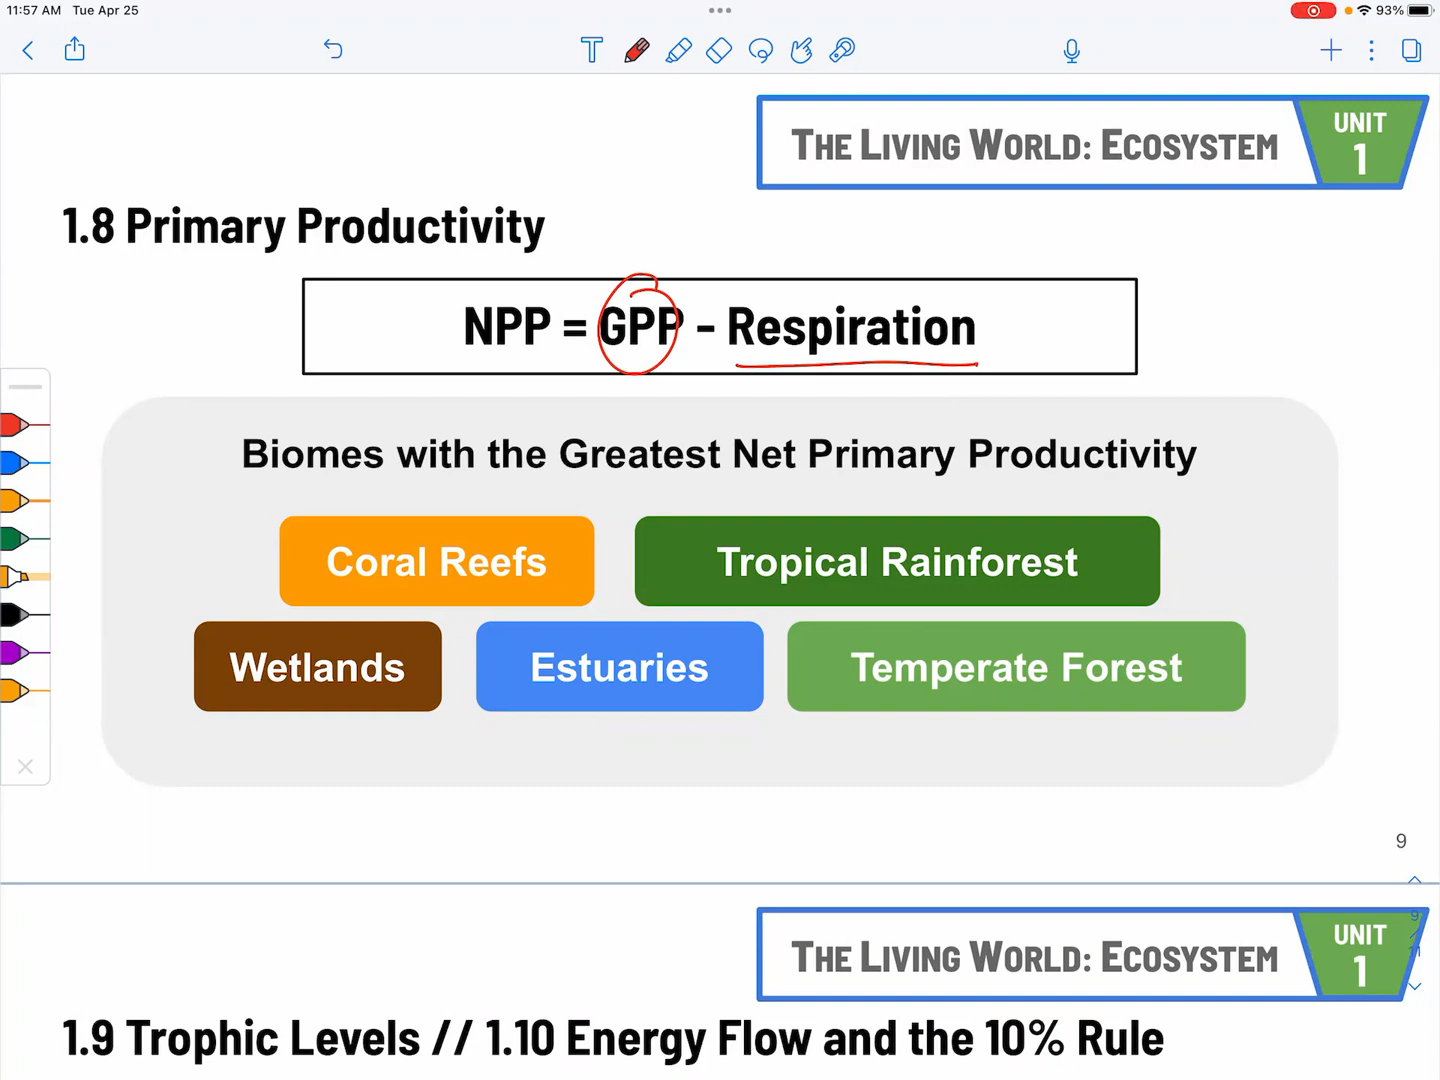 11:57 AM Tue Apr 25
93%
T
THE LIVING WORLD: ECOSYSTEM
UNIT
1
1.8 Primary Productivity
NPP = GPP - Respiration
Biomes with the Greatest Net Primary Productivity
Coral Reefs
Tropical Rainforest
Wetlands
Estuaries
Temperate Forest
9
THE LIVING WORLD: ECOSYSTEM
UNIT
1
9
11
1.9 Trophic Levels // 1.10 Energy Flow and the 10% Rule